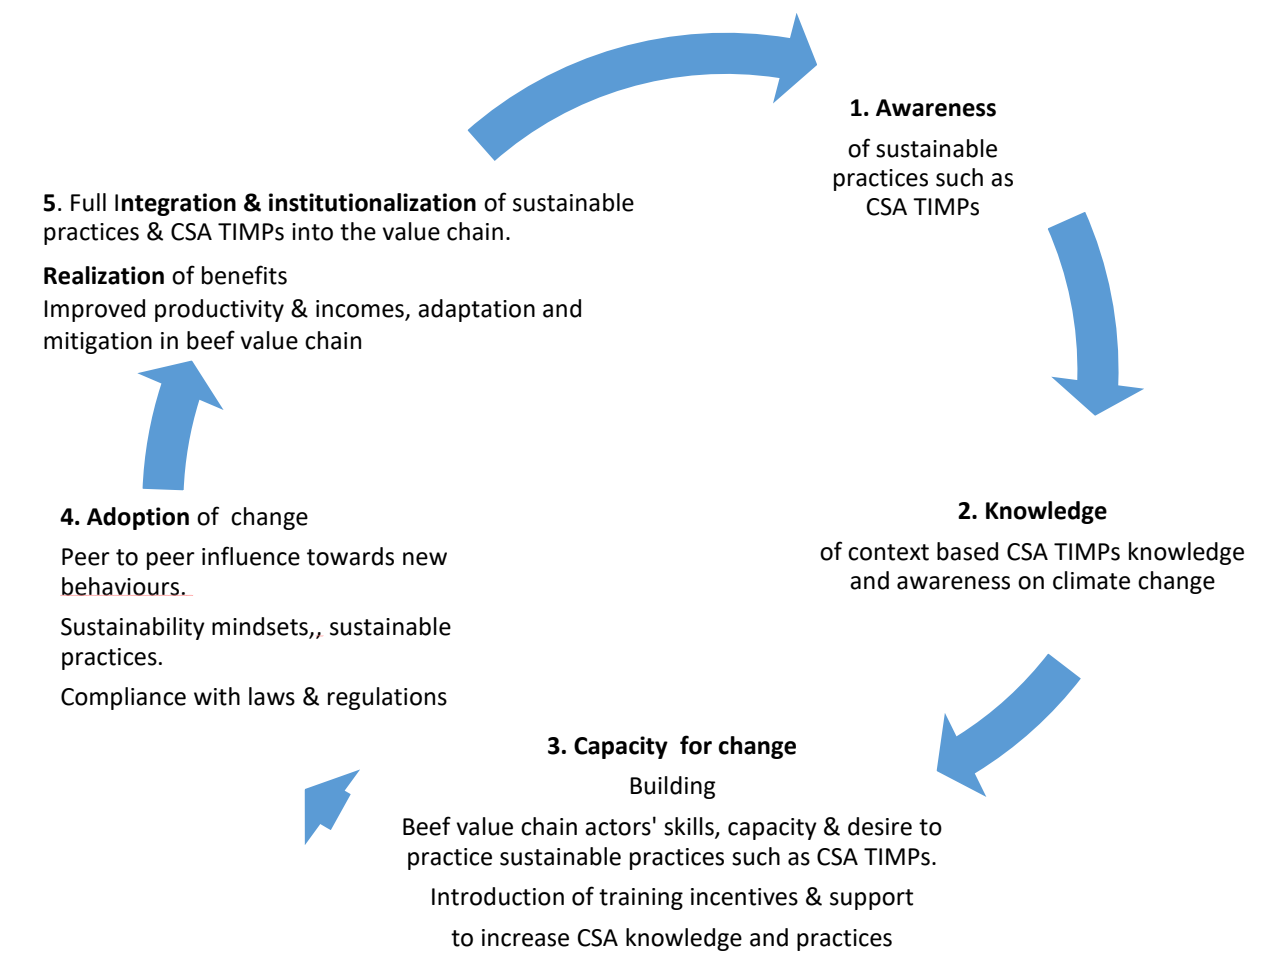 1. Awareness
of sustainable
practices such as
CSA TIMPs
2. Knowledge
of context based CSA TIMPs knowledge
and awareness on climate change
3. Capacity  for change
Building
Beef value chain actors' skills, capacity & desire to
practice sustainable practices such as CSA TIMPs.
Introduction of training incentives & support
to increase CSA knowledge and practices
4. Adoption of  change
Peer to peer influence towards new
behaviours.
Sustainability mindsets,, sustainable
practices.
Compliance with laws & regulations
5. Full Integration & institutionalization of sustainable
practices & CSA TIMPs into the value chain.
Realization of benefits
Improved productivity & incomes, adaptation and
mitigation in beef value chain